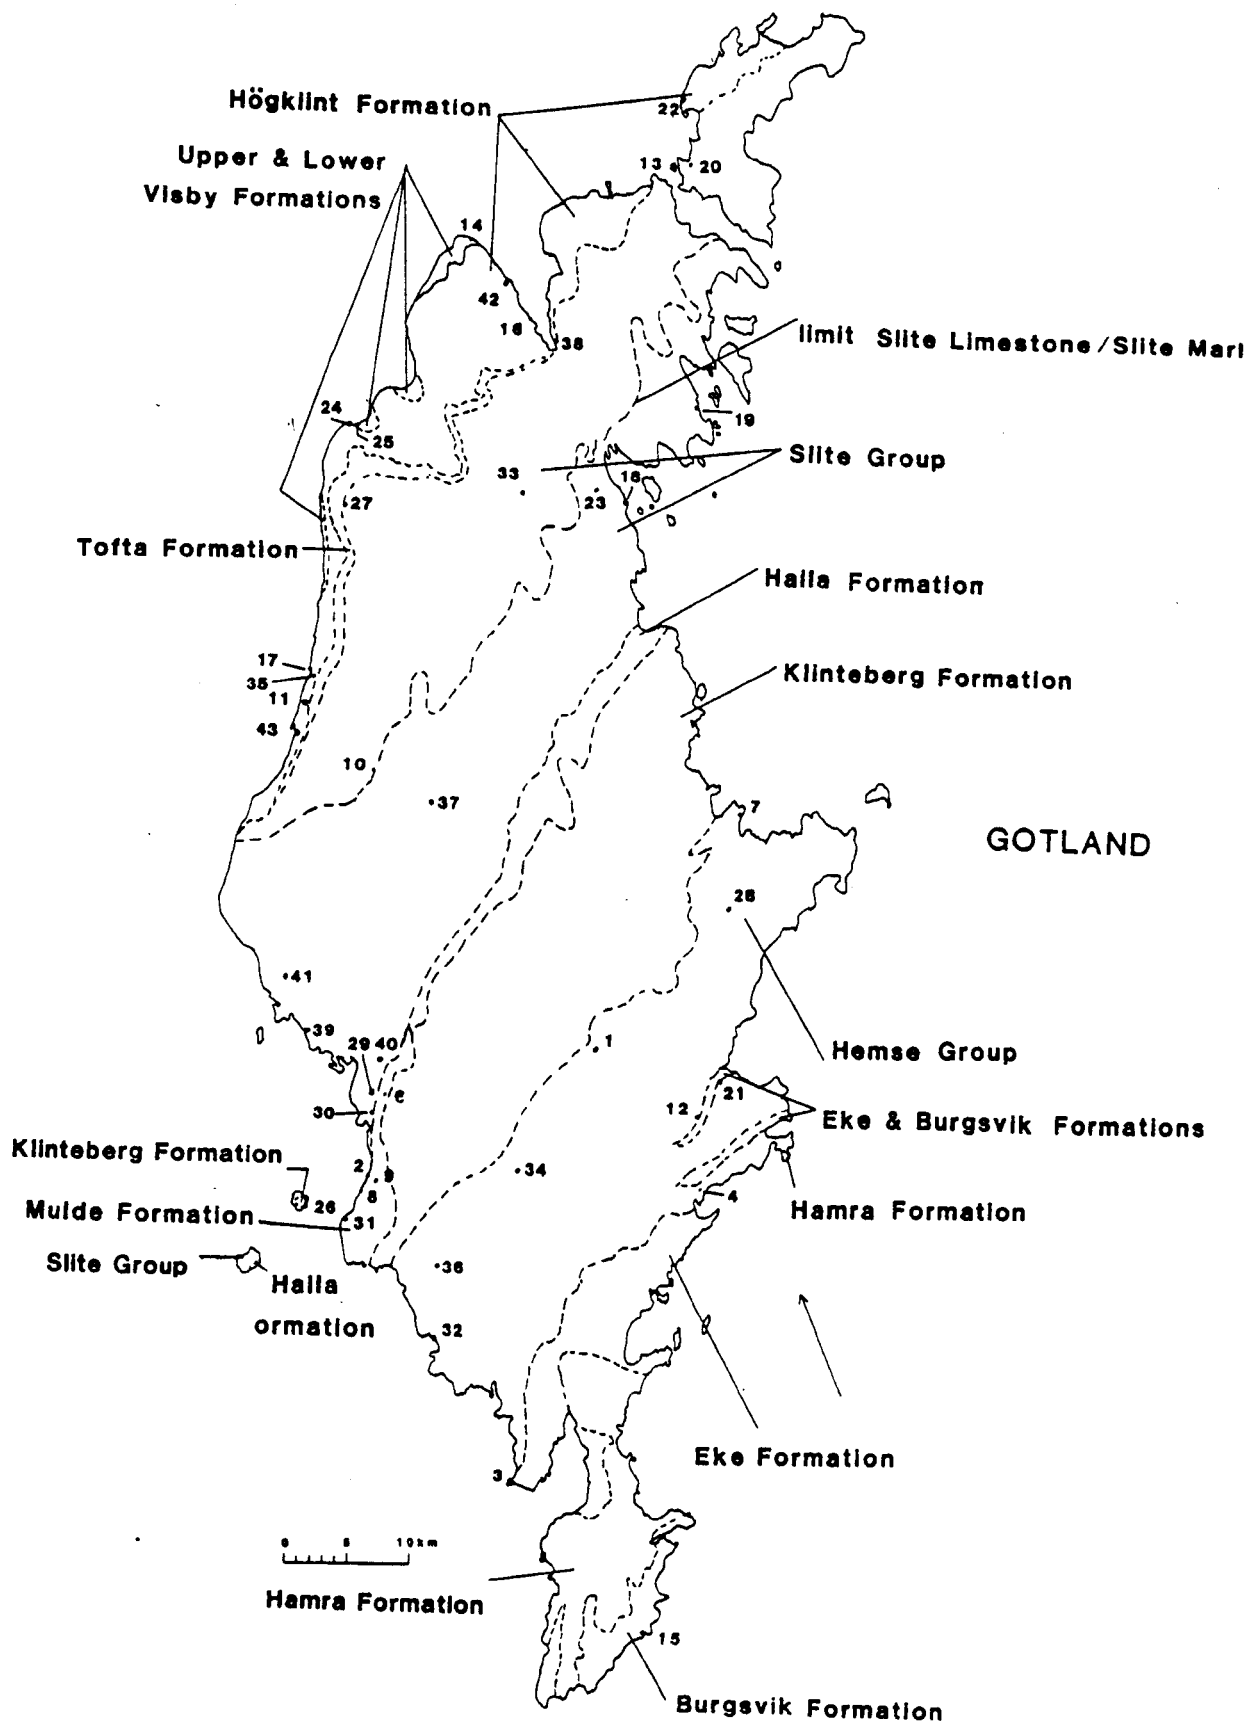 Högklint Formation
22
Upper & Lower
Visby Formations
13
20
14
42
16
38
limit Slite Limestone/Slite Marl
24
25
19
33
Slite Group
18
23
27
Tofta Formation
Halla Formation
17
35
11
43
Klinteberg Formation
10
37
7
GOTLAND
28
41
39
29 40
1
Hemse Group
6
30
12
21
Eke & Burgsvik Formations
Klinteberg Formation
2
9
34
8
26
4
Hamra Formation
Mulde Formation
31
Slite Group
36
Halla
ormation
32
Eke Formation
3
0 5 10km
Hamra Formation
15
Burgsvik Formation